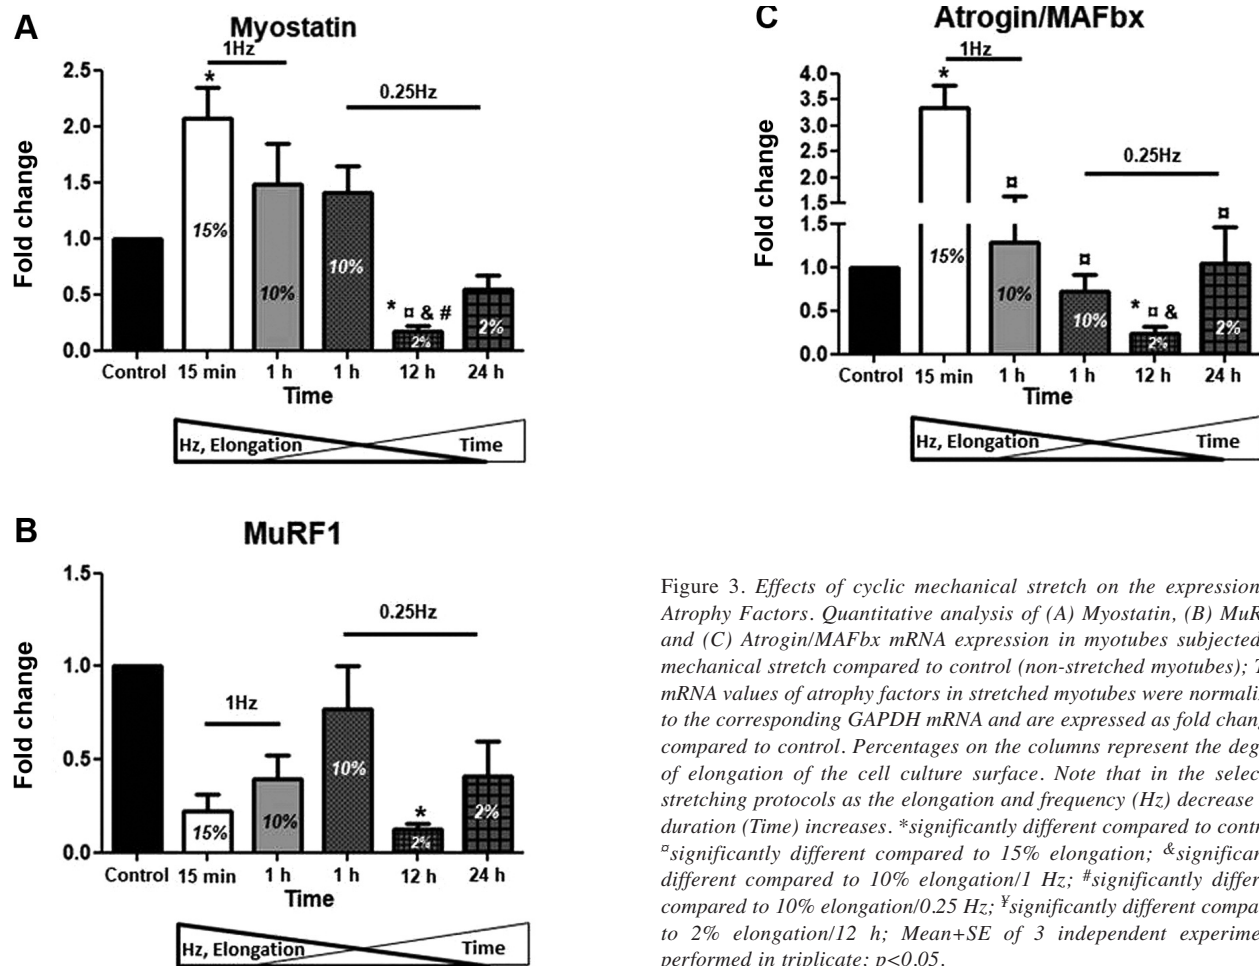 A
Myostatin
1Hz
*
0.25Hz
2.5
2.0
1.5
1.0
0.5
0.0
Fold change
15%
10%
10%
* ¤ & #
2%
2%
Control 15 min 1 h 1 h 12 h 24 h
Time
Hz, Elongation Time
C
Atrogin/MAFbx
1Hz
*
0.25Hz
4.0
3.5
3.0
2.5
2.0
1.5
1.5
1.0
0.5
0.0
Fold change
15%
¤
10%
¤
10%
* ¤ &
2%
¤
2%
Control 15 min 1 h 1 h 12 h 24 h
Time
Hz, Elongation Time
B
MuRF1
0.25Hz
1Hz
1.5
1.0
0.5
0.0
Fold change
15%
10%
10%
*
2%
2%
Control 15 min 1 h 1 h 12 h 24 h
Time
Hz, Elongation Time
Figure 3. Effects of cyclic mechanical stretch on the expression
Atrophy Factors. Quantitative analysis of (A) Myostatin, (B) MuR
and (C) Atrogin/MAFbx mRNA expression in myotubes subjected
mechanical stretch compared to control (non-stretched myotubes); T
mRNA values of atrophy factors in stretched myotubes were normali
to the corresponding GAPDH mRNA and are expressed as fold chang
compared to control. Percentages on the columns represent the deg
of elongation of the cell culture surface. Note that in the selec
stretching protocols as the elongation and frequency (Hz) decrease
duration (Time) increases. *significantly different compared to contr
¤significantly different compared to 15% elongation; &significan
different compared to 10% elongation/1 Hz; #significantly differ
compared to 10% elongation/0.25 Hz; ¥significantly different compa
to 2% elongation/12 h; Mean+SE of 3 independent experime
performed in triplicate; p<0.05.